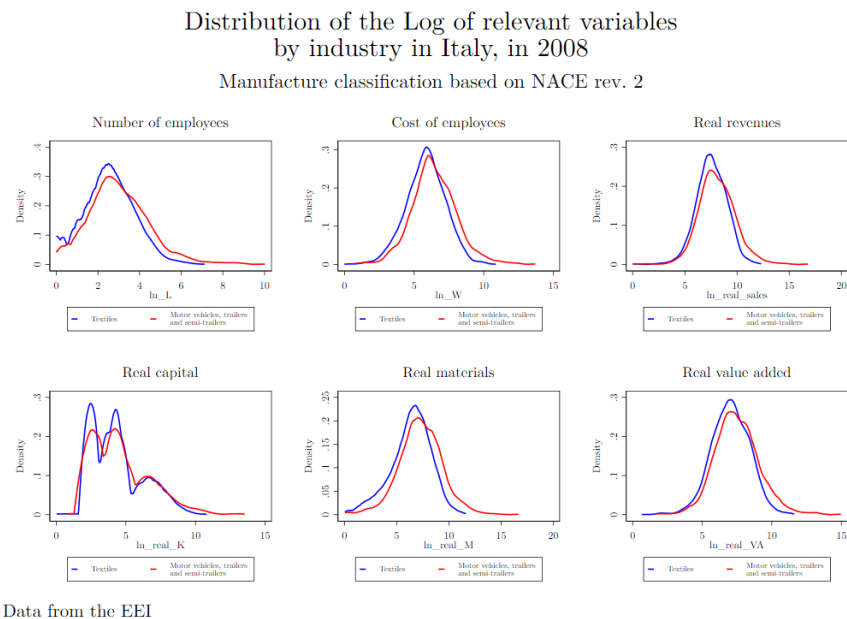 Distribution of the Log of relevant variables
by industry in Italy, in 2008
Manufacture classification based on NACE rev. 2
Number of employees
Density
0 .1 .2 .3 .4
0 2 4 6 8 10
ln_L
Textiles
Motor vehicles, trailers
and semi-trailers
Cost of employees
Density
0 .1 .2 .3
0 5 10 15
ln_W
Textiles
Motor vehicles, trailers
and semi-trailers
Real revenues
Density
0 .1 .2 .3
0 5 10 15 20
ln_real_sales
Textiles
Motor vehicles, trailers
and semi-trailers
Real capital
Density
0 .1 .2 .3
0 5 10 15
ln_real_K
Textiles
Motor vehicles, trailers
and semi-trailers
Real materials
Density
0 .05 .1 .15 .2 .25
0 5 10 15 20
ln_real_M
Textiles
Motor vehicles, trailers
and semi-trailers
Real value added
Density
0 .1 .2 .3
0 5 10 15
ln_real_VA
Textiles
Motor vehicles, trailers
and semi-trailers
Data from the EEI